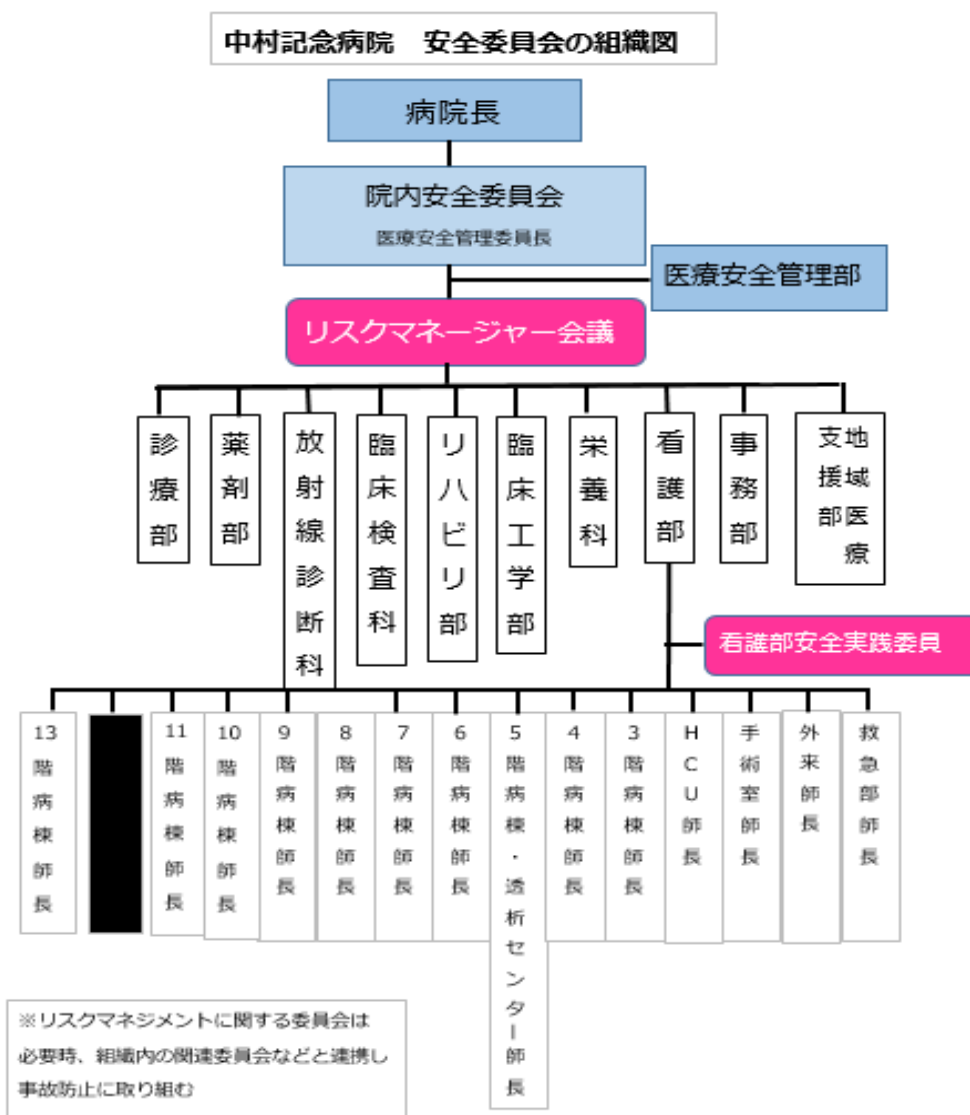 中村記念病院　安全委員会の組織図
病院長
院内安全委員会
医療安全管理委員長
医療安全管理部
リスクマネージャー会議
診療部
薬剤部
放射線診断科
臨床検査科
リハビリ部
臨床工学部
栄養科
看護部
事務部
地域医療
支援部
看護部安全実践委員
13階病棟師長
11階病棟師長
10階病棟師長
9階病棟師長
8階病棟師長
7階病棟師長
6階病棟師長
5階病棟・透析センター師長
4階病棟師長
3階病棟師長
HCU師長
手術室師長
外来師長
救急部師長
※リスクマネジメントに関する委員会は
必要時、組織内の関連委員会などと連携し
事故防止に取り組む